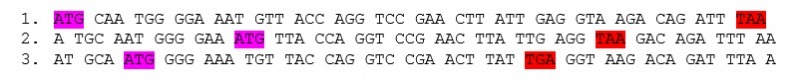 1. ATG CAA TGG GGA AAT GTT ACC AGG TCC GAA CTT ATT GAG GTA AGA CAG ATT TAA
2. A TGC AAT GGG GAA ATG TTA CCA GGT CCG AAC TTA TTG AGG TAA GAC AGA TTT AA
3. AT GCA ATG GGG AAA TGT TAC CAG GTC CGA ACT TAT TGA GGT AAG ACA GAT TTA A